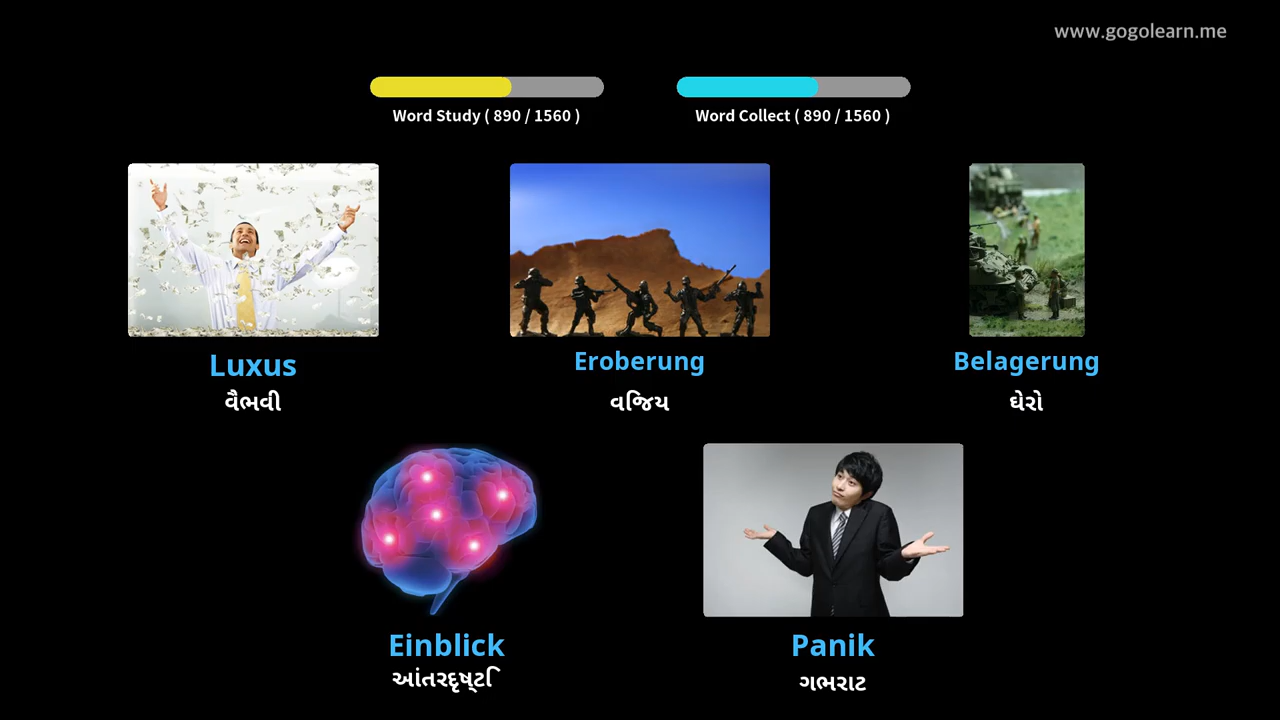 www.gogolearn.me
Word Study ( 890 / 1560 )
Word Collect ( 890 / 1560 )
Luxus
વૈભવી
Eroberung
વિજય
Belagerung
ઘેરો
Einblick
આંતરદૃષ્ટિ
Panik
ગભરાટ